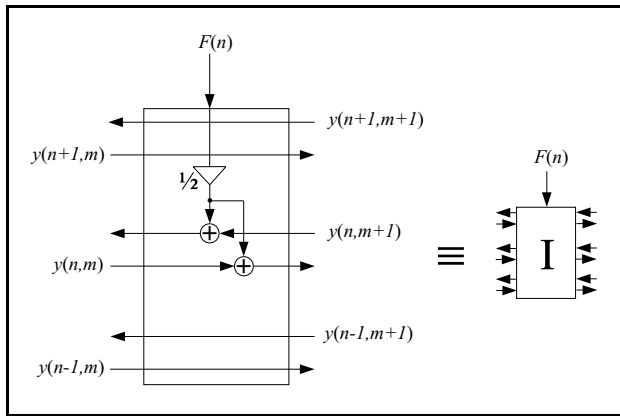 F(n)
y(n+1,m+1)
y(n+1,m)
1/2
y(n,m+1)
y(n,m)
y(n-1,m+1)
y(n-1,m)
≡
F(n)
I